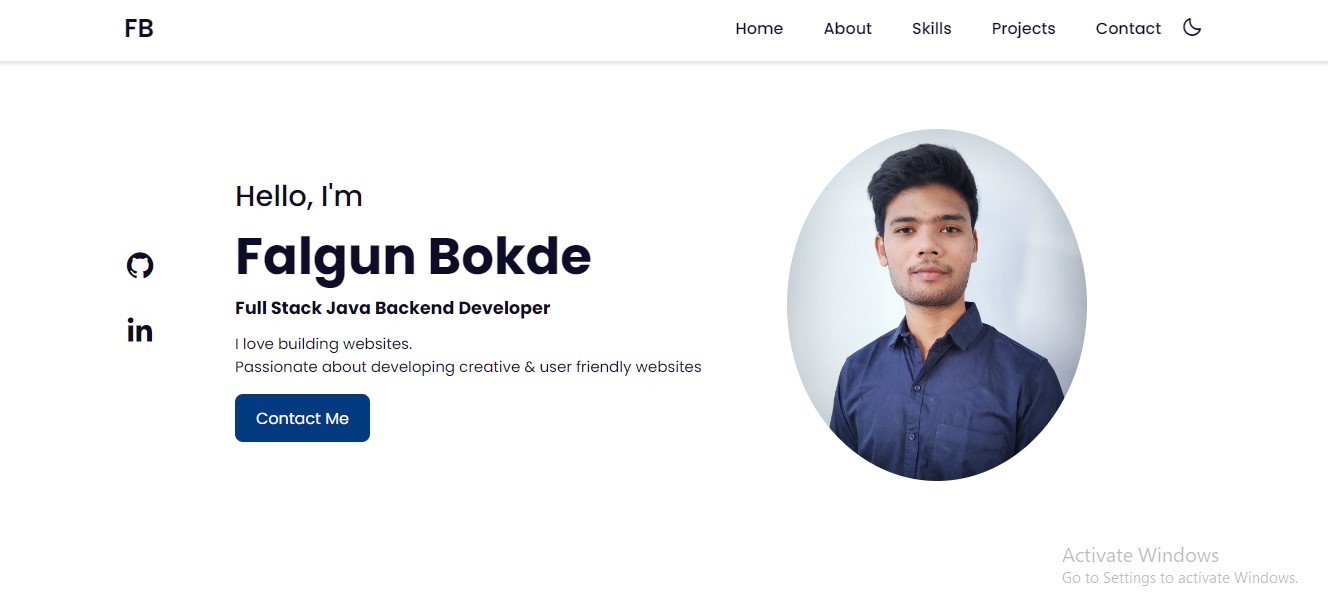 FB
Home About Skills Projects Contact
Hello, I'm
Falgun Bokde
Full Stack Java Backend Developer
I love building websites.
Passionate about developing creative & user friendly websites
Contact Me
Activate Windows
Go to Settings to activate Windows.